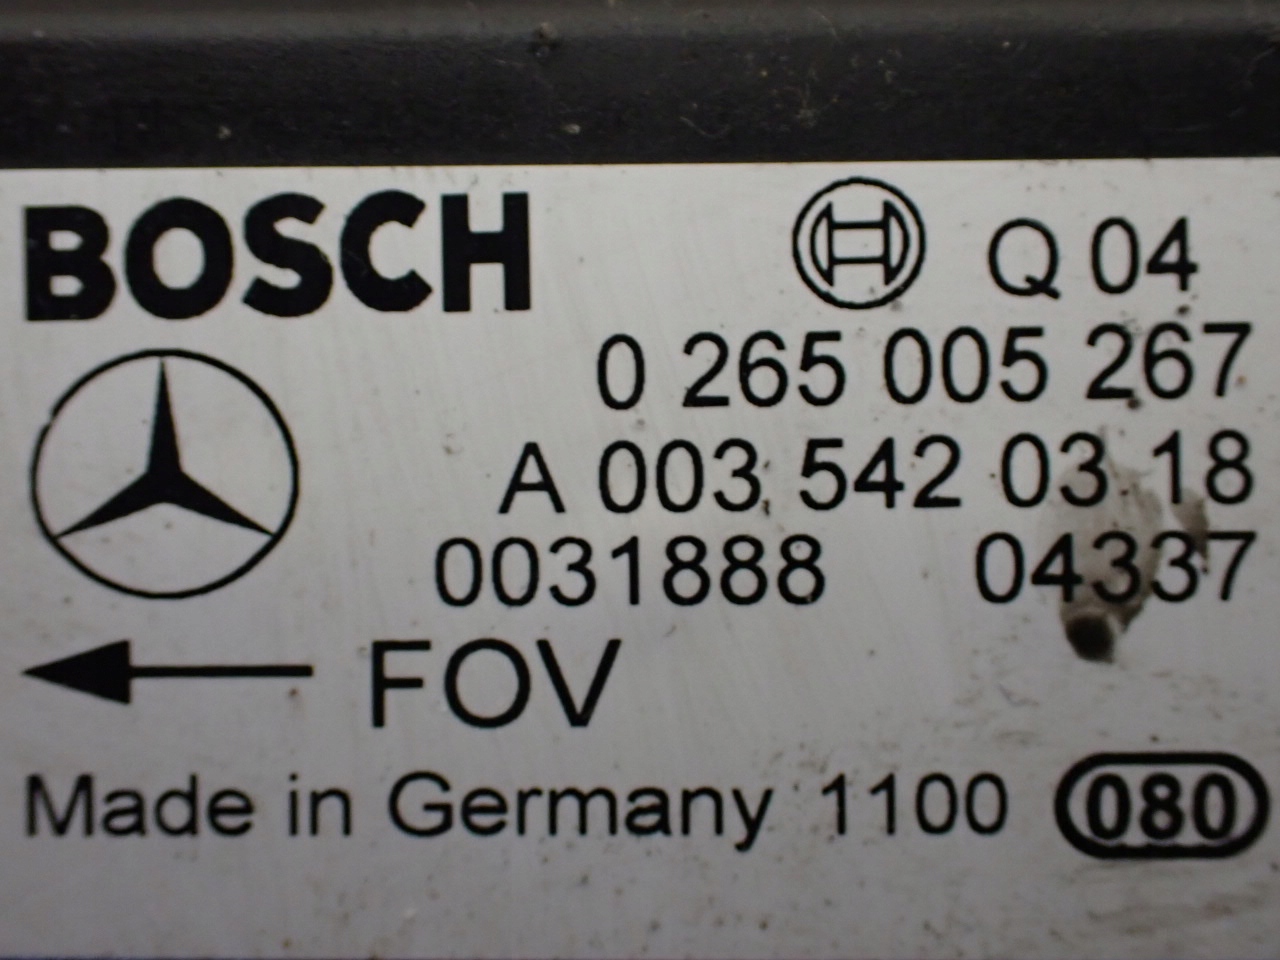 BOSCH Q 04
0 265 005 267
A 003 542 03 18
0031888 04337
FOV
Made in Germany 1100 080